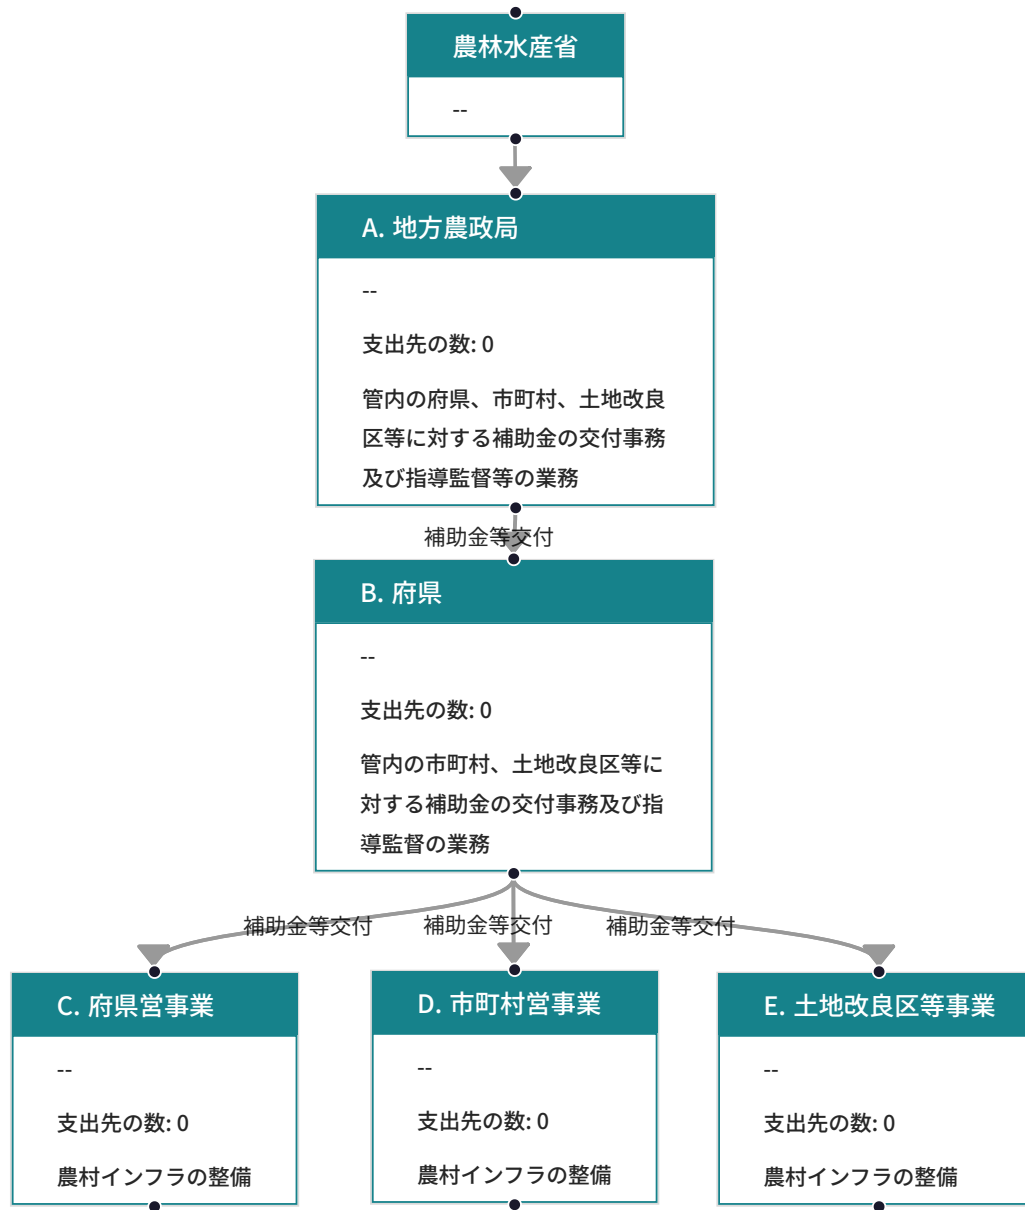 農林水産省
--
A. 地方農政局
--
支出先の数: 0
管内の府県、市町村、土地改良
区等に対する補助金の交付事務
及び指導監督等の業務
補助金等交付
B. 府県
--
支出先の数: 0
管内の市町村、土地改良区等に
対する補助金の交付事務及び指
導監督の業務
補助金等交付
補助金等交付
補助金等交付
C. 府県営事業
--
支出先の数: 0
農村インフラの整備
D. 市町村営事業
--
支出先の数: 0
農村インフラの整備
E. 土地改良区等事業
--
支出先の数: 0
農村インフラの整備